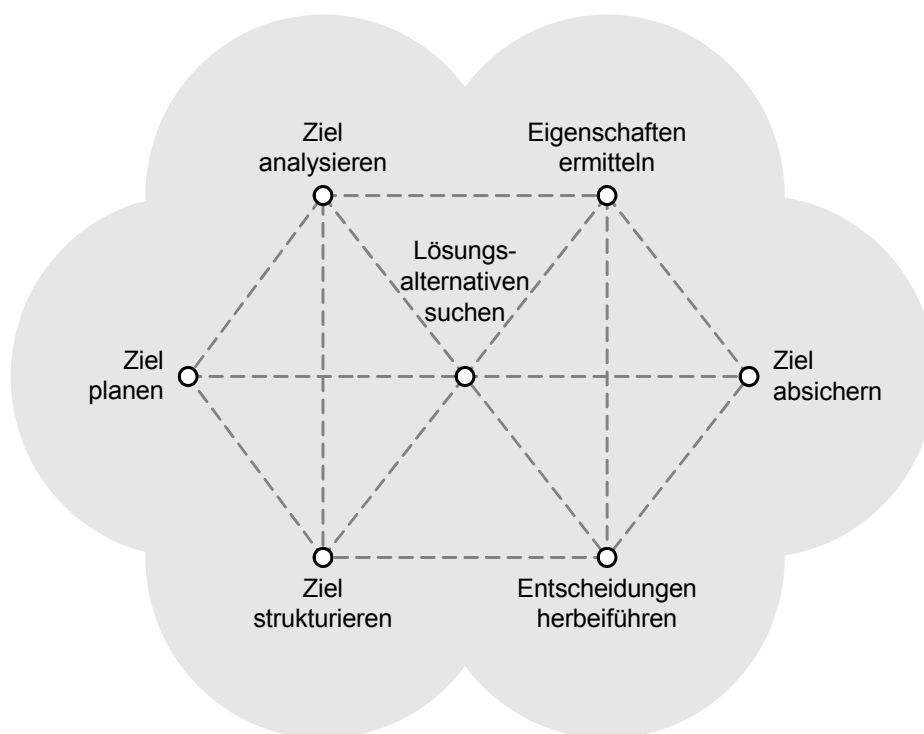 Ziel
analysieren
Eigenschaften
ermitteln
Lösungs-
alternativen
suchen
Ziel
planen
Ziel
absichern
Ziel
strukturieren
Entscheidungen
herbeiführen